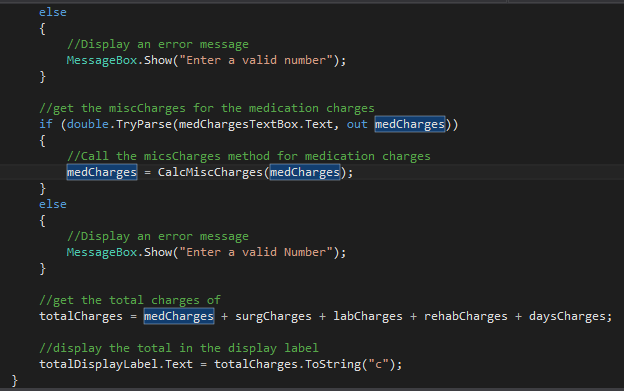 else
{
//Display an error message
MessageBox.Show("Enter a valid number");
}
//get the miscCharges for the medication charges
if (double.TryParse(medChargesTextBox.Text, out medCharges))
{
//Call the micsCharges method for medication charges
medCharges = CalcMiscCharges(medCharges);
}
else
{
//Display an error message
MessageBox.Show("Enter a valid Number");
}
//get the total charges of
totalCharges = medCharges + surgCharges + labCharges + rehabCharges + daysCharges;
//display the total in the display label
totalDisplayLabel.Text = totalCharges.ToString("c");
}